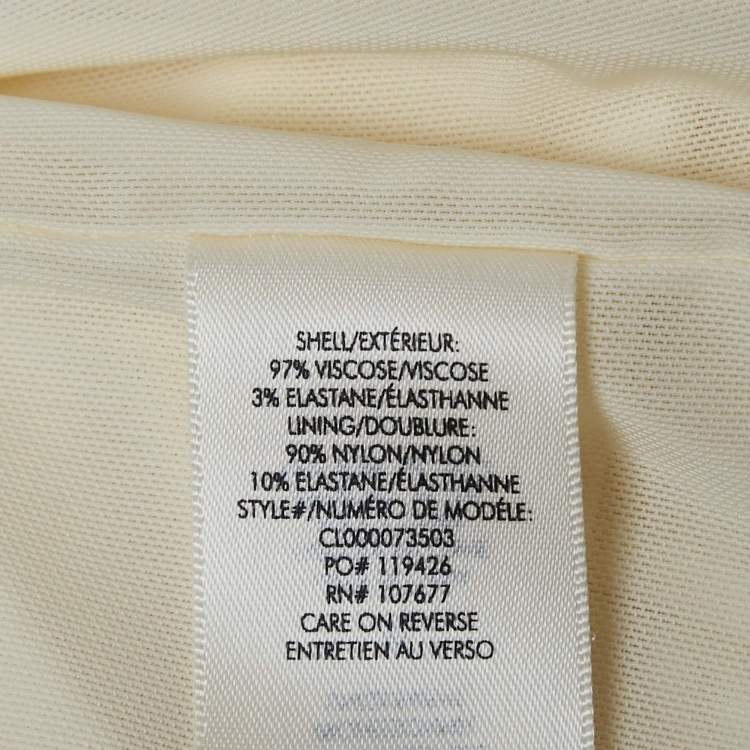 SHELL/EXTÉRIEUR:
97% VISCOSE/VISCOSE
3% ELASTANE/ÉLASTHANNE
LINING/DOUBLURE:
90% NYLON/NYLON
10% ELASTANE/ÉLASTHANNE
STYLE#/NUMÉRO DE MODÉLE:
CL000073503
PO# 119426
RN# 107677
CARE ON REVERSE
ENTRETIEN AU VERSO